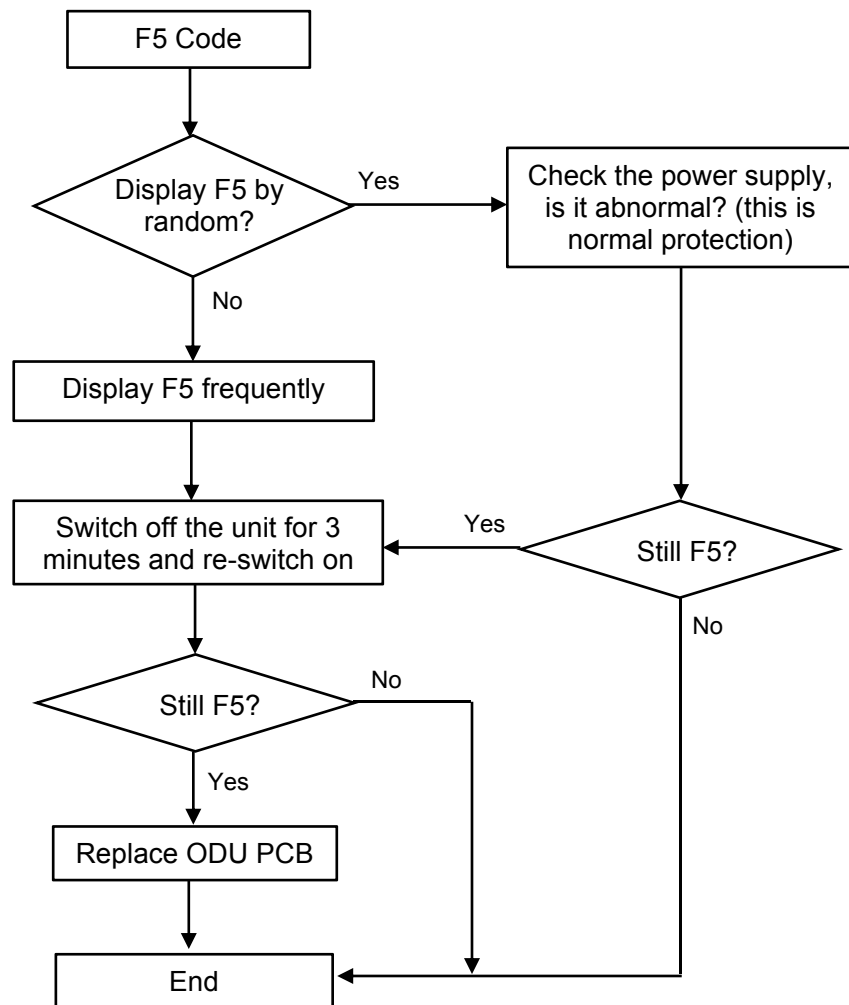 F5 Code
Display F5 by
random?
Yes
Check the power supply,
is it abnormal? (this is
normal protection)
No
Display F5 frequently
Switch off the unit for 3
minutes and re-switch on
Yes
Still F5?
No
Still F5?
No
Yes
Replace ODU PCB
End